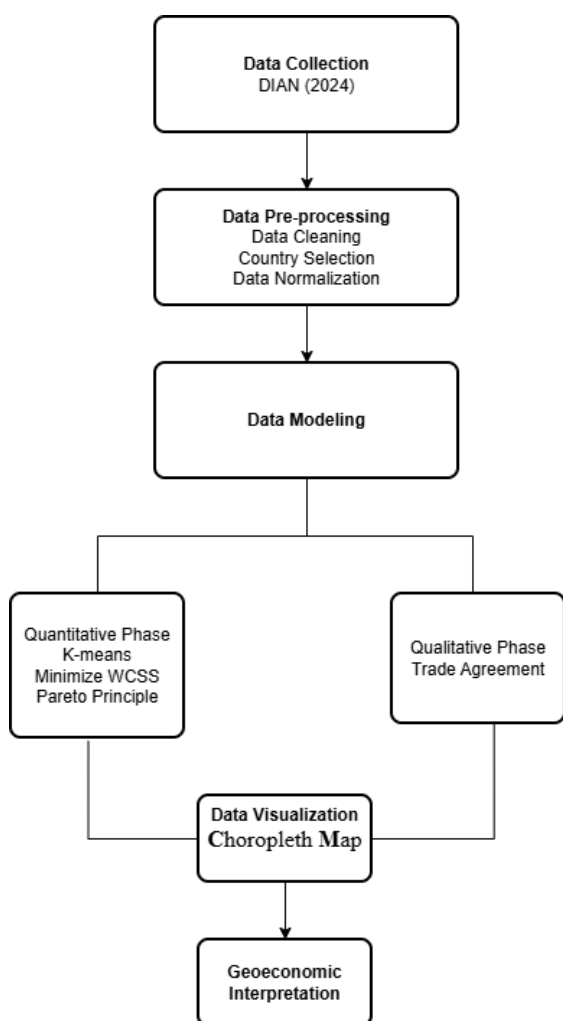 Data Collection
DIAN (2024)
Data Pre-processing
Data Cleaning
Country Selection
Data Normalization
Data Modeling
Quantitative Phase
K-means
Minimize WCSS
Pareto Principle
Qualitative Phase
Trade Agreement
Data Visualization
Choropleth Map
Geoeconomic
Interpretation